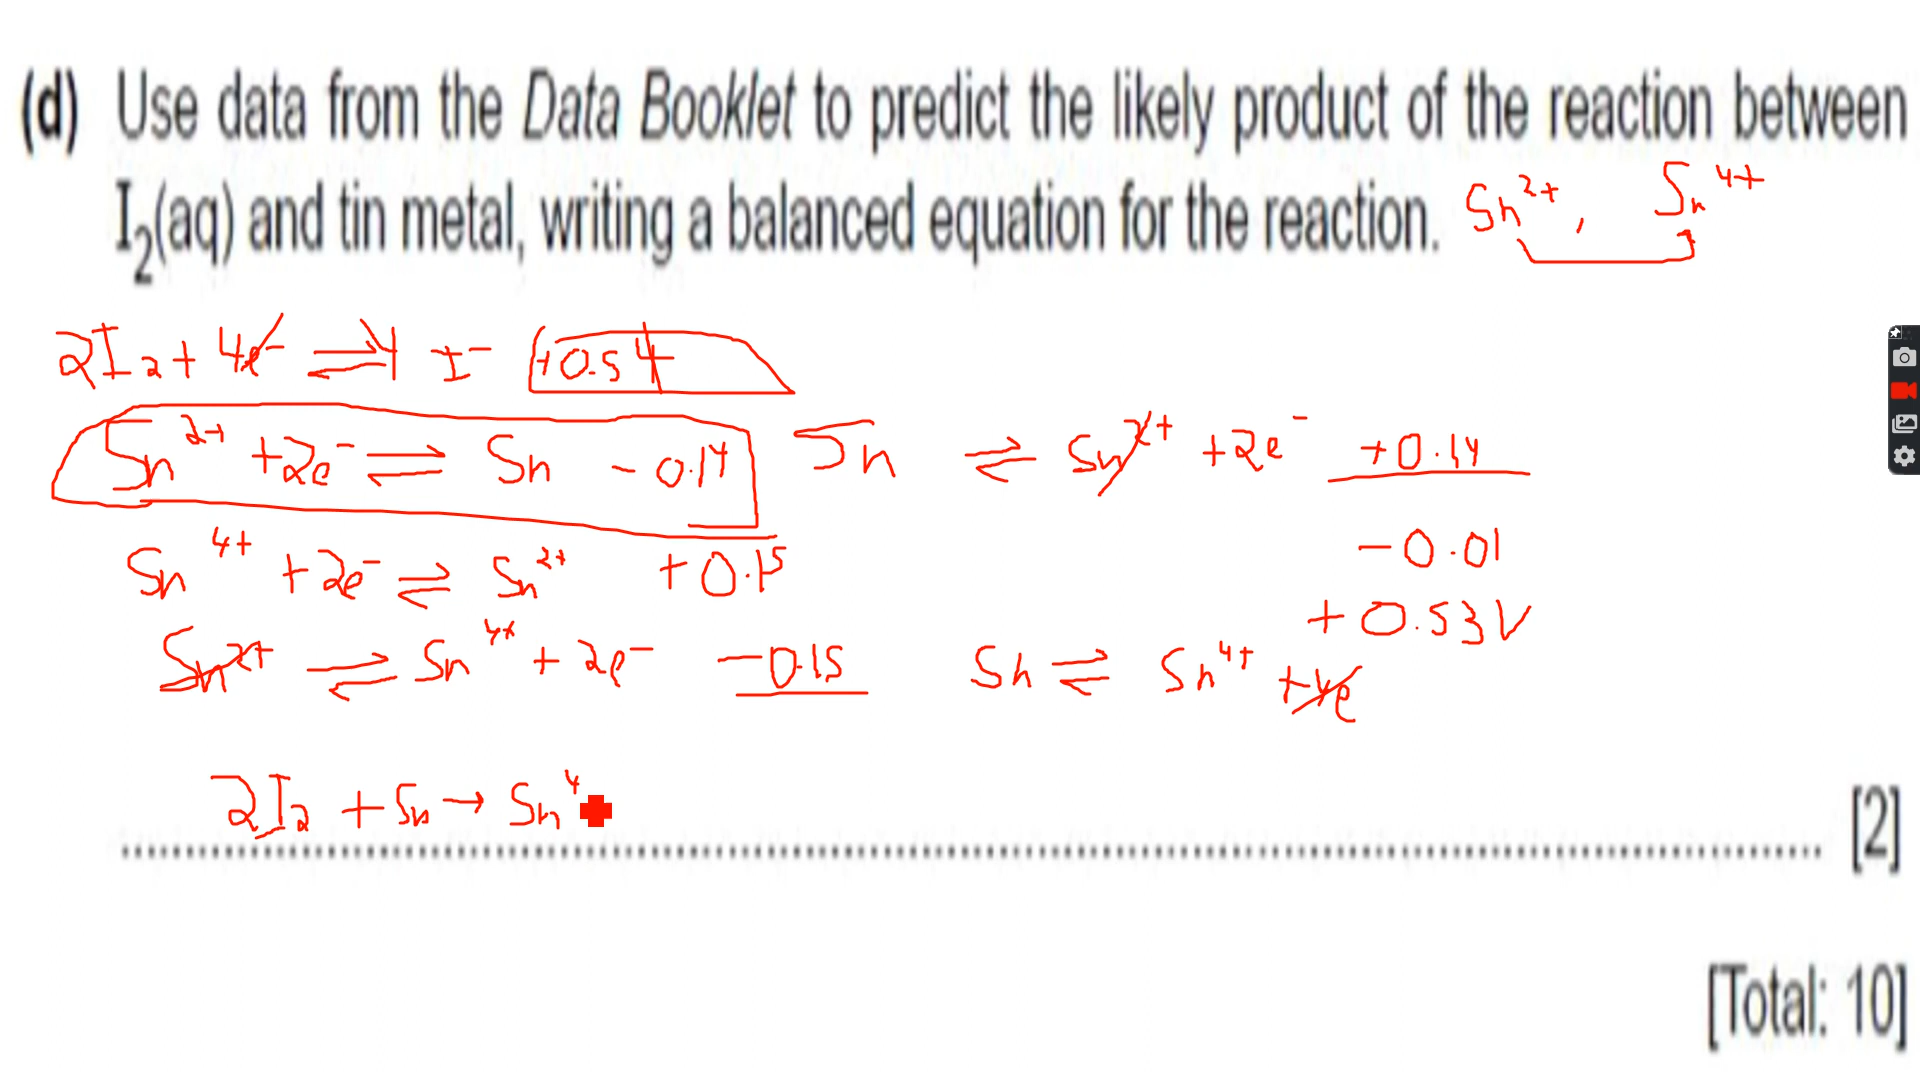 (d) Use data from the Data Booklet to predict the likely product of the reaction between
I₂(aq) and tin metal, writing a balanced equation for the reaction. Sn²⁺, Sn⁴⁺
2I₂ + 4e⁻ ⇌ 4 I⁻ +0.54
Sn²⁺ +2e⁻ ⇌ Sn -0.14 Sn ⇌ Sn²⁺ +2e⁻ +0.14
Sn⁴⁺ +2e⁻ ⇌ Sn²⁺ +0.15 -0.01
+0.53V
Sn²⁺ ⇌ Sn⁴⁺ + 2e⁻ -0.15 Sn ⇌ Sn⁴⁺ +4e
2I₂ + Sn → Sn⁴
[2]
[Total: 10]